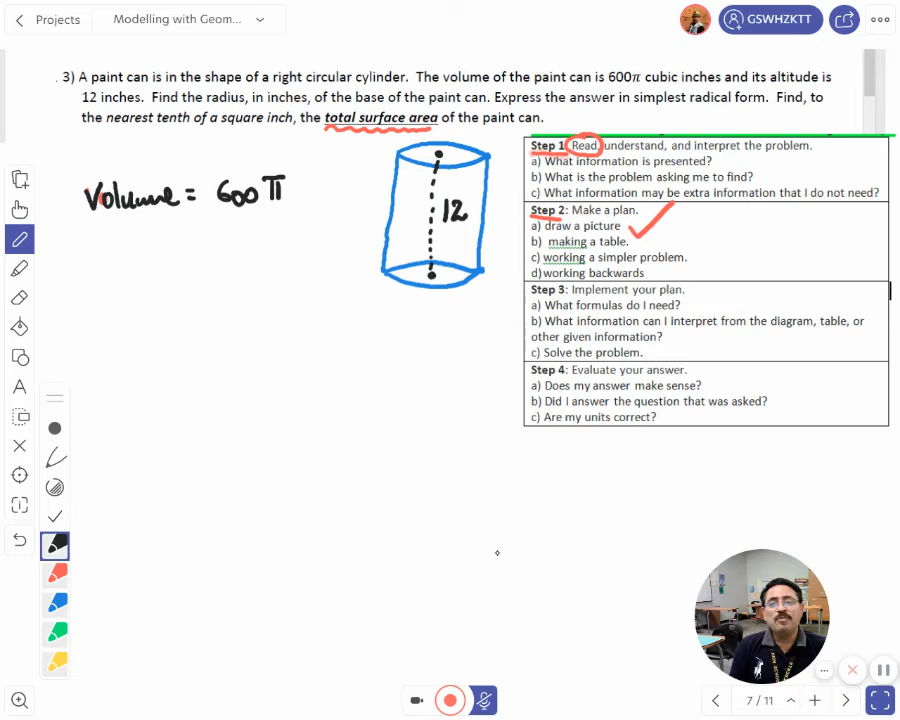 Projects
Modelling with Geom...
GSWHZKTT
3) A paint can is in the shape of a right circular cylinder. The volume of the paint can is 600π cubic inches and its altitude is
12 inches. Find the radius, in inches, of the base of the paint can. Express the answer in simplest radical form. Find, to
the nearest tenth of a square inch, the total surface area of the paint can.
Volume = 600 π
12
Step 1: Read, understand, and interpret the problem.
a) What information is presented?
b) What is the problem asking me to find?
c) What information may be extra information that I do not need?
Step 2: Make a plan.
a) draw a picture
b) making a table.
c) working a simpler problem.
d) working backwards
Step 3: Implement your plan.
a) What formulas do I need?
b) What information can I interpret from the diagram, table, or
other given information?
c) Solve the problem.
Step 4: Evaluate your answer.
a) Does my answer make sense?
b) Did I answer the question that was asked?
c) Are my units correct?
7 / 11